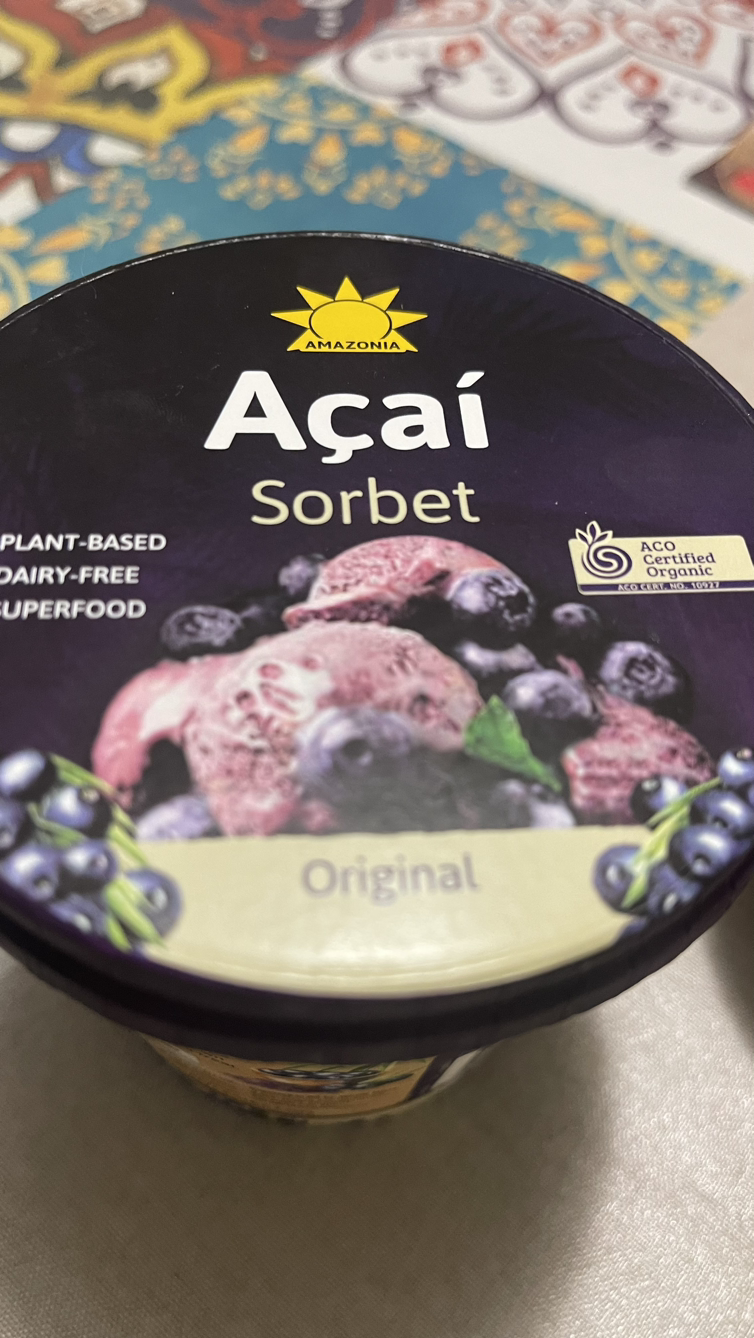 AMAZONIA
Açaí
Sorbet
PLANT-BASED
DAIRY-FREE
SUPERFOOD
ACO
Certified
Organic
ACO CERT. NO. 10927
Original